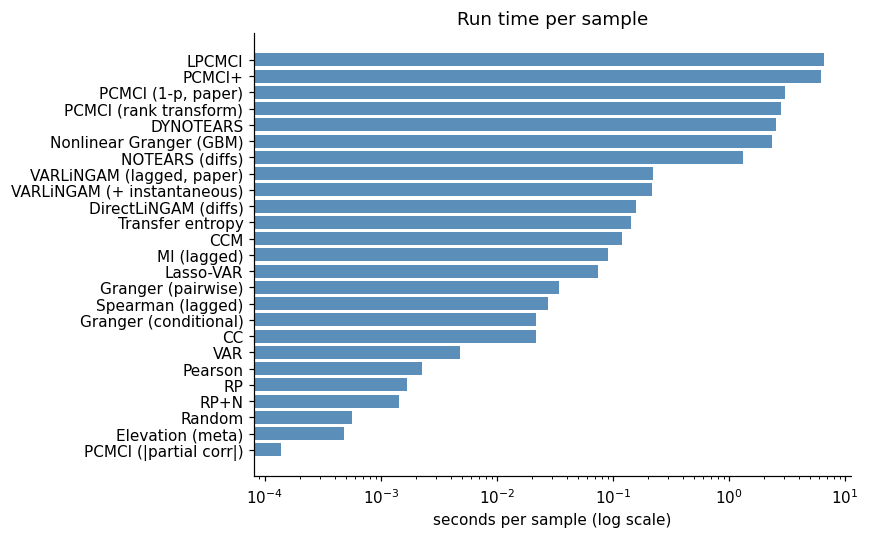 Run time per sample
LPCMCI
PCMCI+
PCMCI (1-p, paper)
PCMCI (rank transform)
DYNOTEARS
Nonlinear Granger (GBM)
NOTEARS (diffs)
VARLiNGAM (lagged, paper)
VARLiNGAM (+ instantaneous)
DirectLiNGAM (diffs)
Transfer entropy
CCM
MI (lagged)
Lasso-VAR
Granger (pairwise)
Spearman (lagged)
Granger (conditional)
CC
VAR
Pearson
RP
RP+N
Random
Elevation (meta)
PCMCI (|partial corr|)
10⁻⁴ 10⁻³ 10⁻² 10⁻¹ 10⁰ 10¹
seconds per sample (log scale)